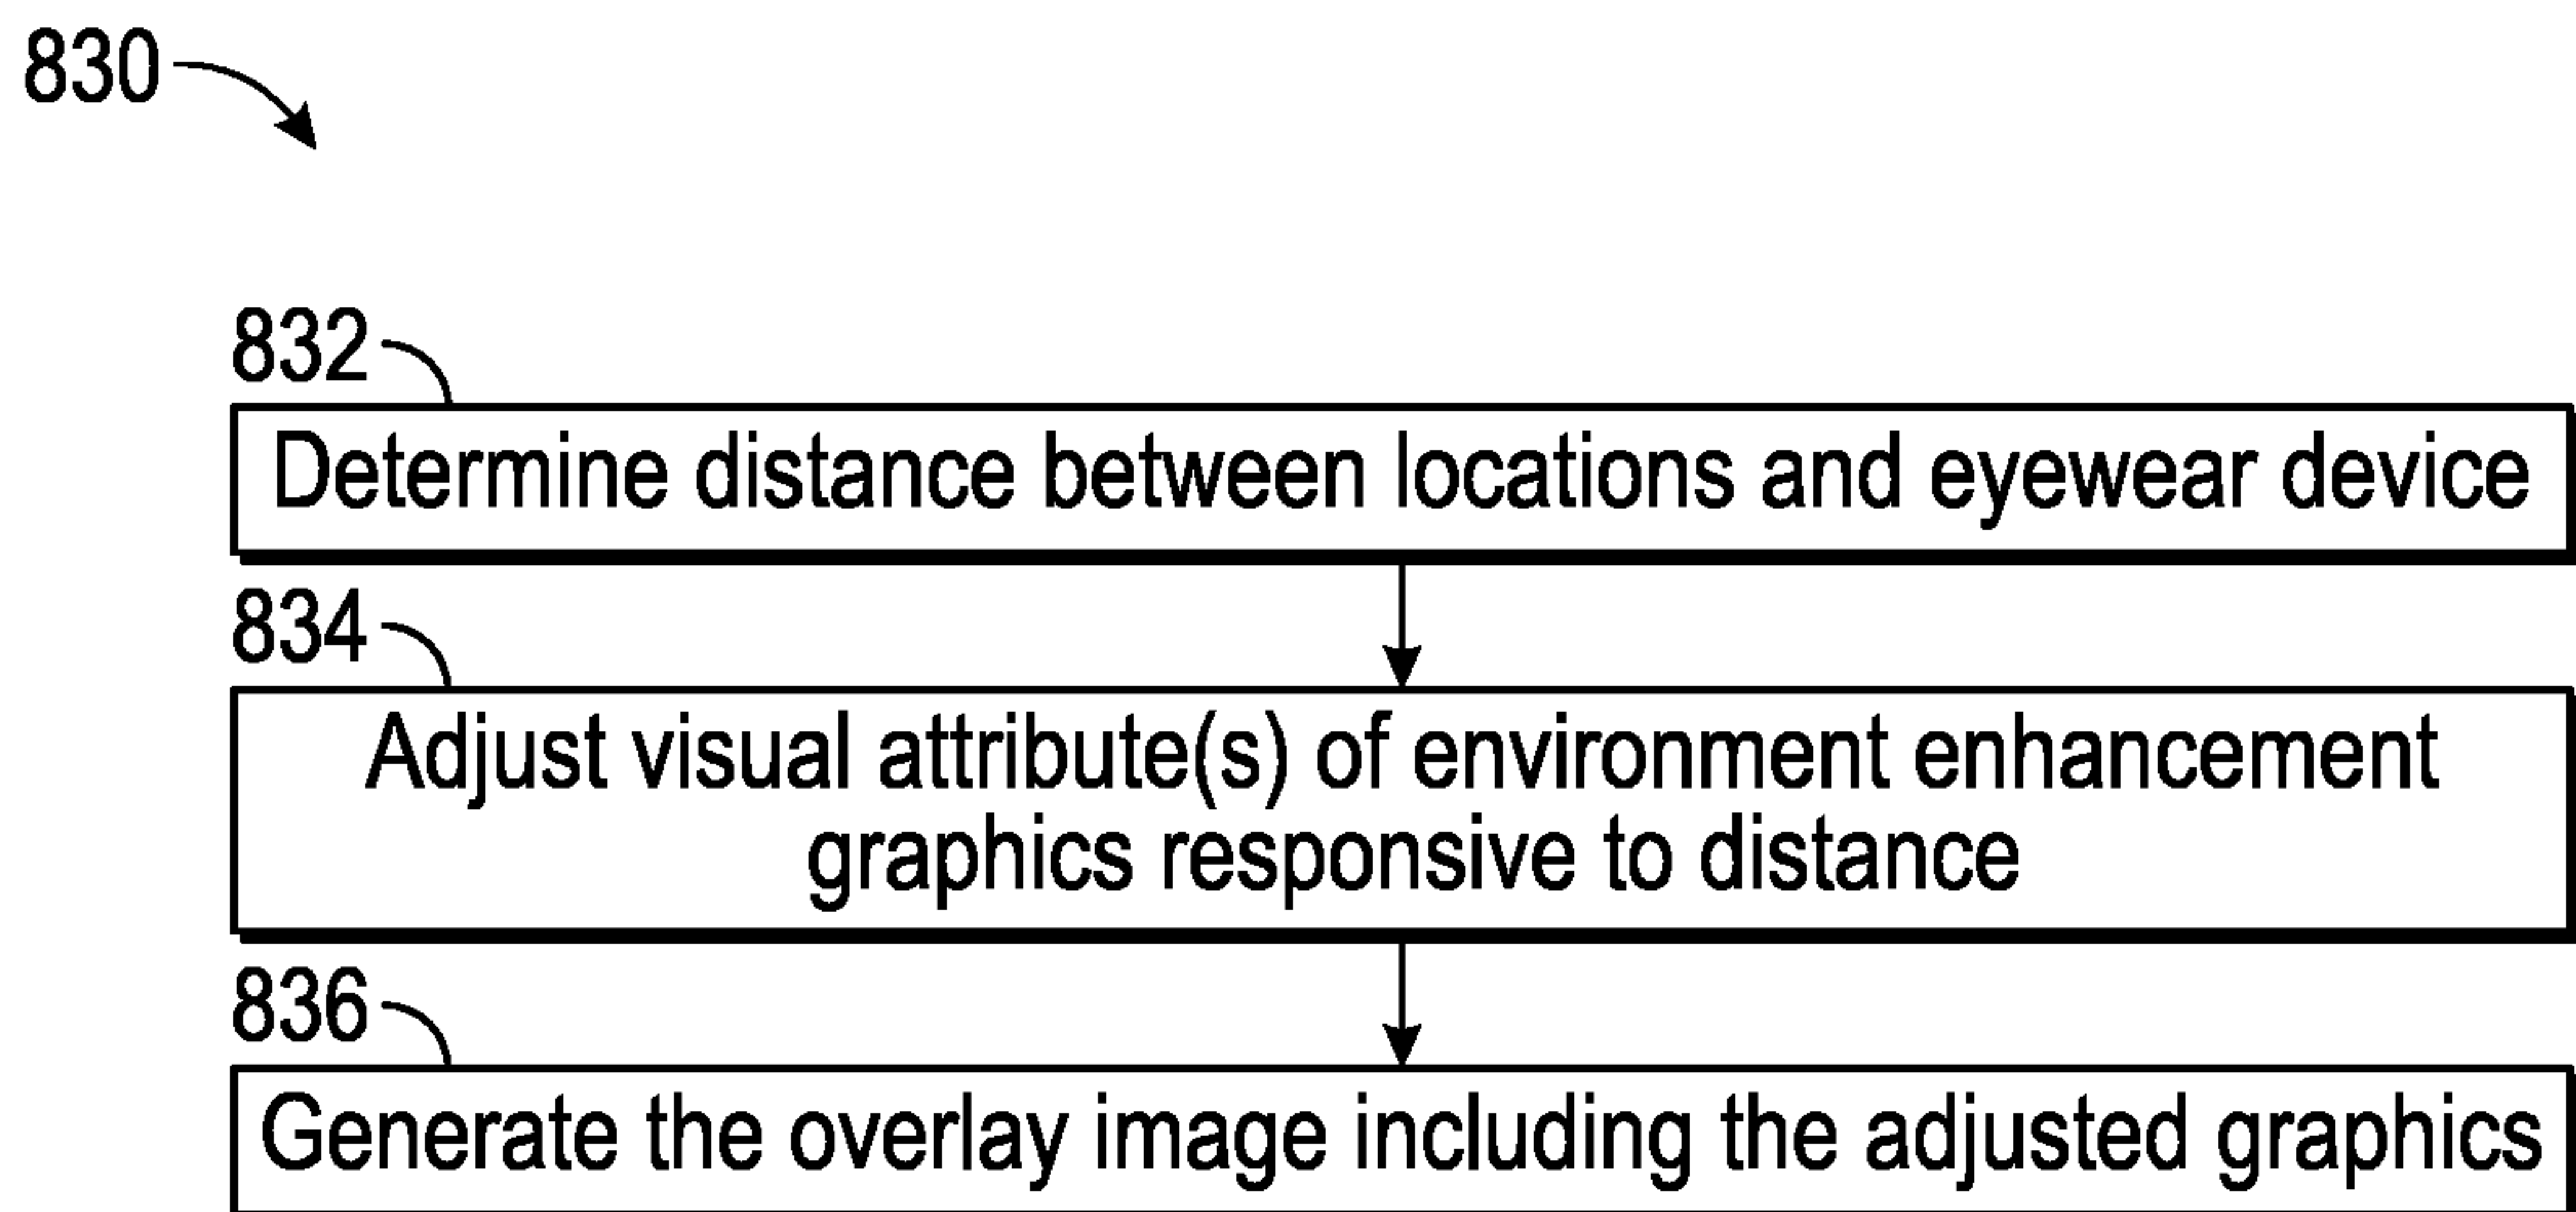 830
832
Determine distance between locations and eyewear device
834
Adjust visual attribute(s) of environment enhancement
graphics responsive to distance
836
Generate the overlay image including the adjusted graphics